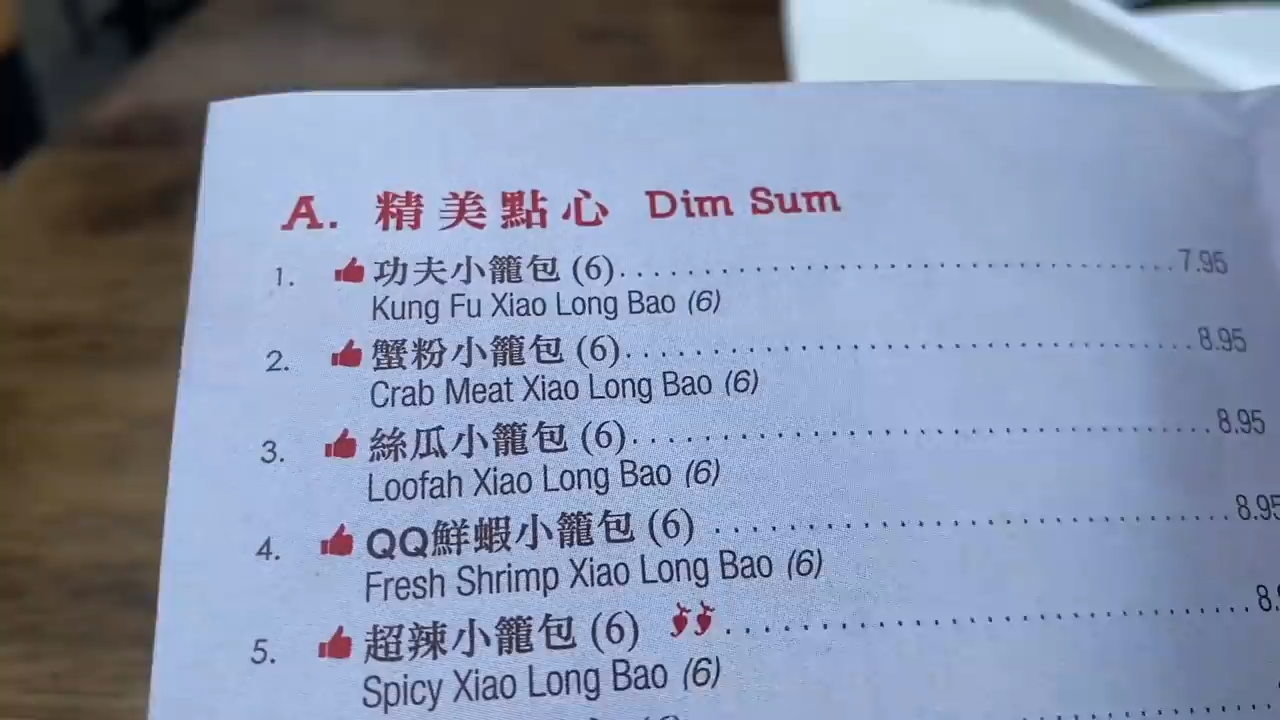 A. 精美點心 Dim Sum
1. 功夫小籠包 (6) 7.95
Kung Fu Xiao Long Bao (6)
2. 蟹粉小籠包 (6) 8.95
Crab Meat Xiao Long Bao (6)
3. 絲瓜小籠包 (6) 8.95
Loofah Xiao Long Bao (6)
4. QQ鮮蝦小籠包 (6) 8.95
Fresh Shrimp Xiao Long Bao (6)
5. 超辣小籠包 (6)
Spicy Xiao Long Bao (6)